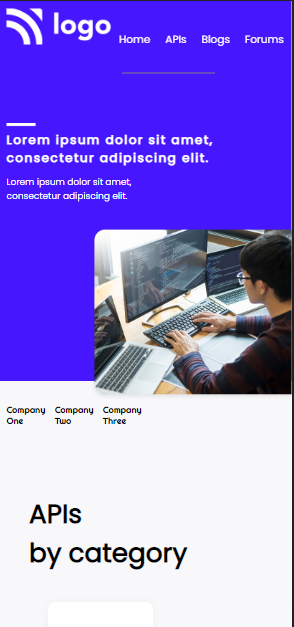 logo
Home APIs Blogs Forums
Lorem ipsum dolor sit amet,
consectetur adipiscing elit.
Lorem ipsum dolor sit amet,
consectetur adipiscing elit.
Company Company Company
One Two Three
APIs
by category